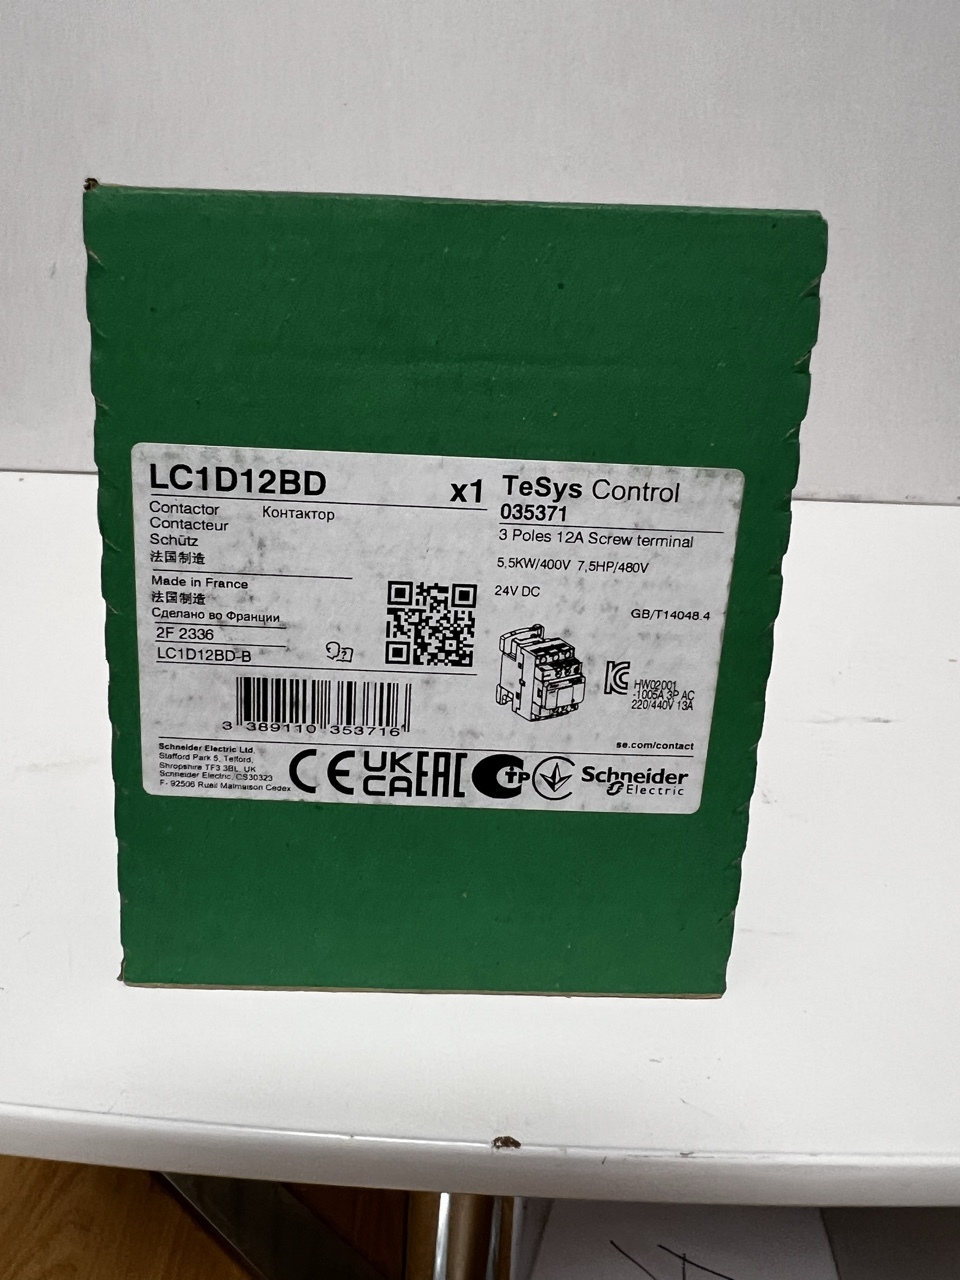 LC1D12BD
x1
Contactor Контактор
Contacteur
Schütz
法国制造
Made in France
法国制造
Сделано во Франции
2F 2336
LC1D12BD-B
3 389110 353716
TeSys Control
035371
3 Poles 12A Screw terminal
5,5KW/400V 7,5HP/480V
24V DC
GB/T14048.4
HW02001
-1005A 3P AC
220/440V 13A
se.com/contact
Schneider Electric Ltd,
Stafford Park 5, Telford,
Shropshire TF3 3BL, UK
Schneider Electric, CS30323
F- 92506 Rueil Malmaison Cedex
CE UK CA EAC
Schneider
Electric